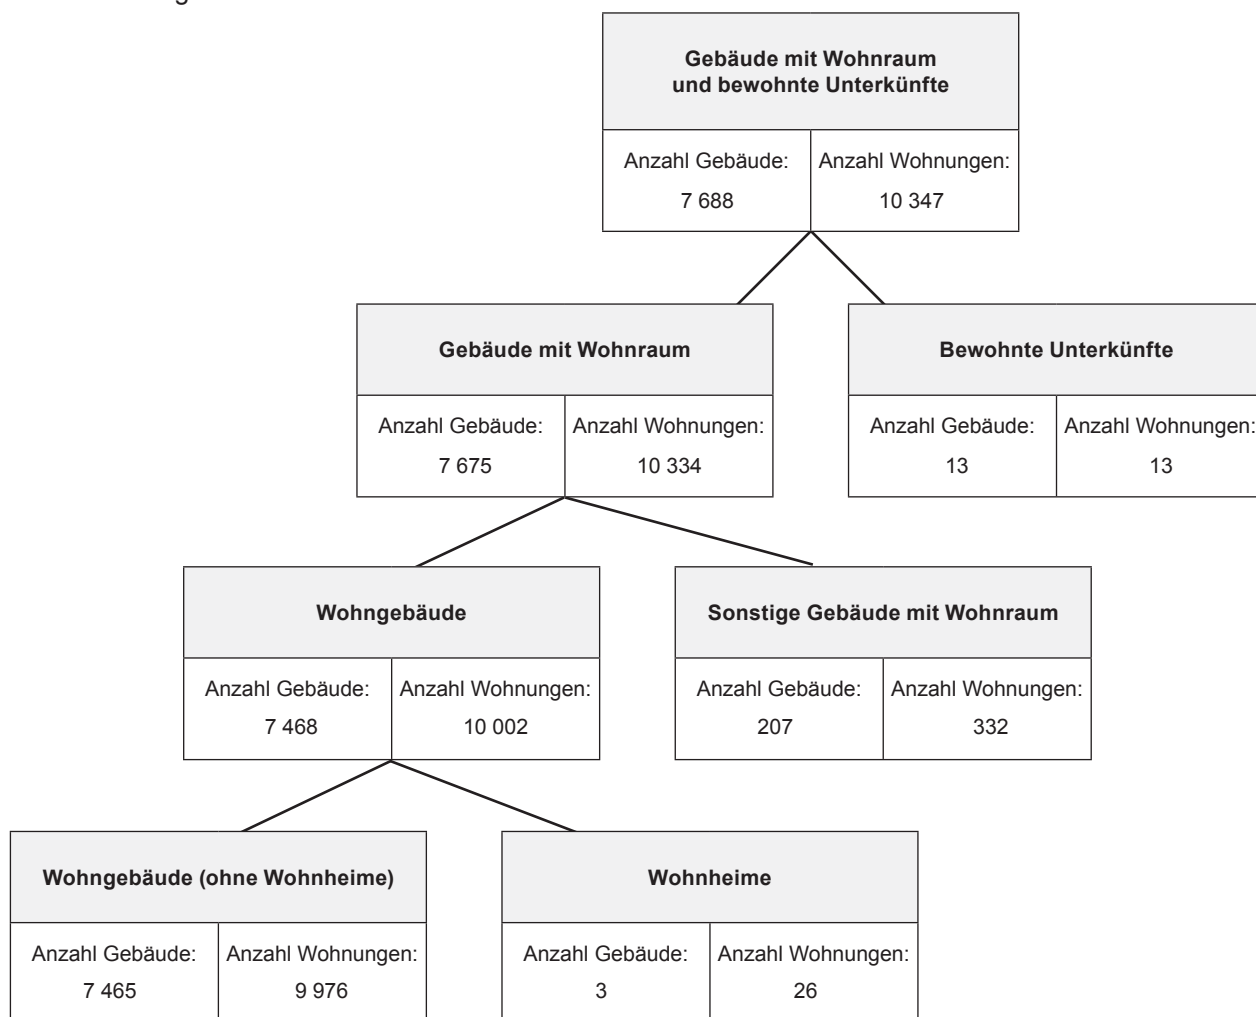 Gebäude mit Wohnraum
und bewohnte Unterkünfte
Anzahl Gebäude: Anzahl Wohnungen:
7 688 10 347
Gebäude mit Wohnraum Bewohnte Unterkünfte
Anzahl Gebäude: Anzahl Wohnungen: Anzahl Gebäude: Anzahl Wohnungen:
7 675 10 334 13 13
Wohngebäude Sonstige Gebäude mit Wohnraum
Anzahl Gebäude: Anzahl Wohnungen: Anzahl Gebäude: Anzahl Wohnungen:
7 468 10 002 207 332
Wohngebäude (ohne Wohnheime) Wohnheime
Anzahl Gebäude: Anzahl Wohnungen: Anzahl Gebäude: Anzahl Wohnungen:
7 465 9 976 3 26